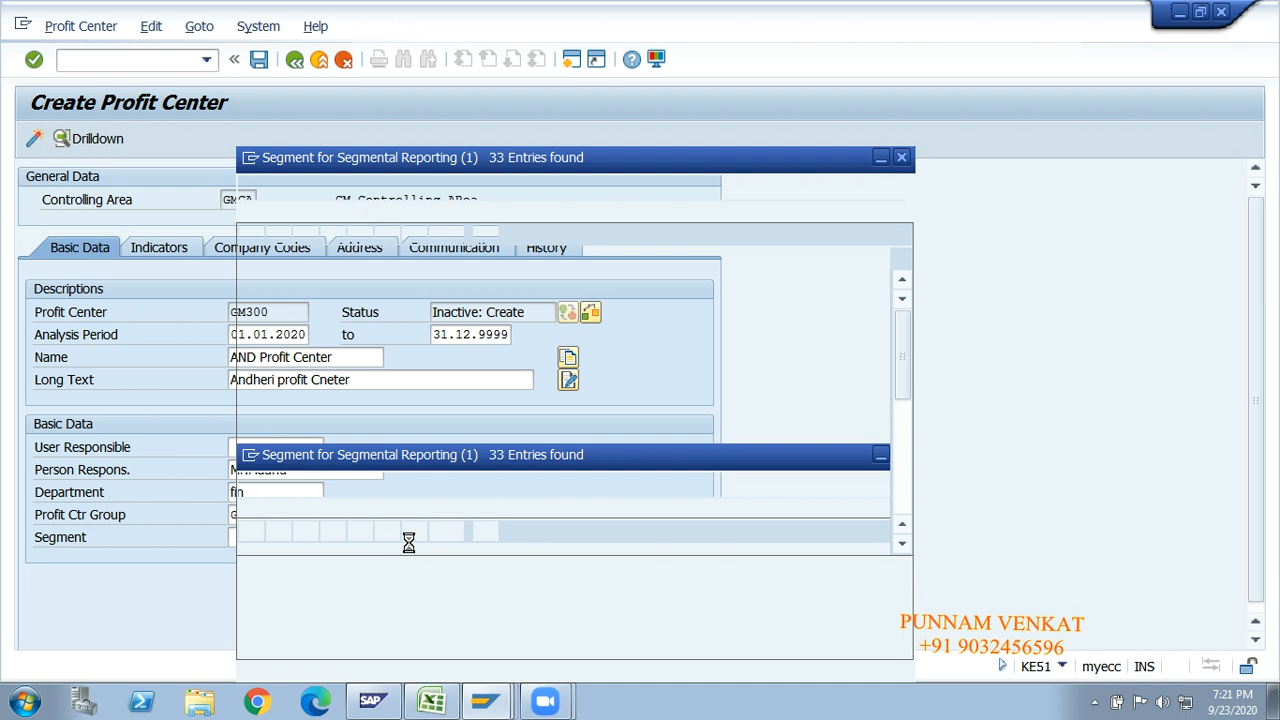 Profit Center Edit Goto System Help
Create Profit Center
Drilldown
Segment for Segmental Reporting (1) 33 Entries found
General Data
Controlling Area
Basic Data Indicators Company Codes Address Communication History
Descriptions
Profit Center GM300 Status Inactive: Create
Analysis Period 01.01.2020 to 31.12.9999
Name AND Profit Center
Long Text Andheri profit Cneter
Basic Data
User Responsible
Segment for Segmental Reporting (1) 33 Entries found
Person Respons.
Department fin
Profit Ctr Group
Segment
PUNNAM VENKAT
+91 9032456596
KE51 myecc INS
SAP
7:21 PM
9/23/2020